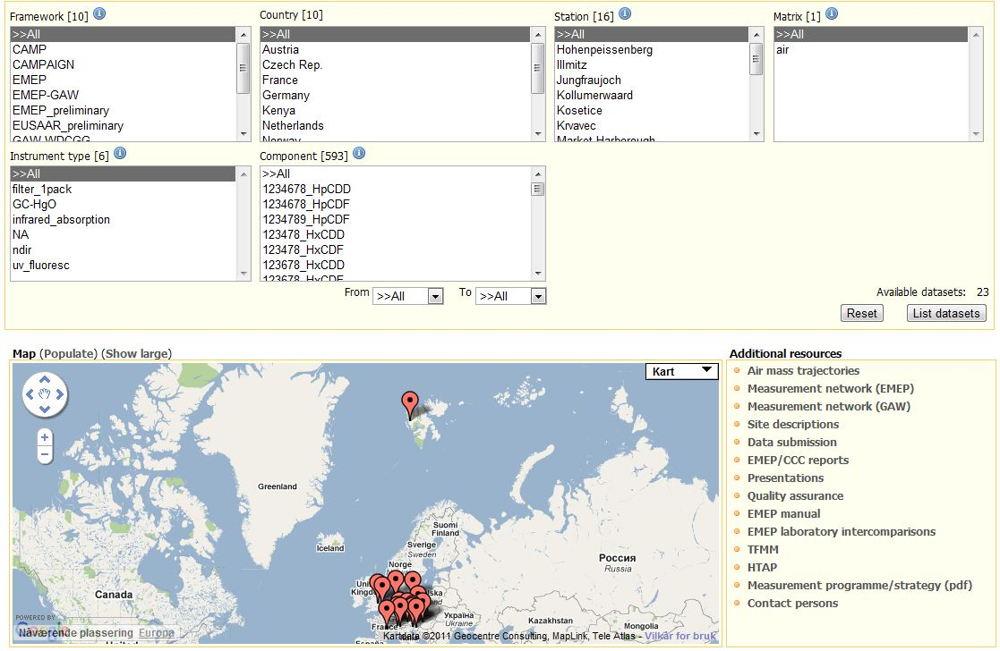 Framework [10]
>>All
CAMP
CAMPAIGN
EMEP
EMEP-GAW
EMEP_preliminary
EUSAAR_preliminary
GAW-WDCGG
Country [10]
>>All
Austria
Czech Rep.
France
Germany
Kenya
Netherlands
Norway
Station [16]
>>All
Hohenpeissenberg
Illmitz
Jungfraujoch
Kollumerwaard
Kosetice
Krvavec
Market Harborough
Matrix [1]
>>All
air
Instrument type [6]
>>All
filter_1pack
GC-HgO
infrared_absorption
NA
ndir
uv_fluoresc
Component [593]
>>All
1234678_HpCDD
1234678_HpCDF
1234789_HpCDF
123478_HxCDD
123478_HxCDF
123678_HxCDD
123678_HxCDF
From >>All To >>All
Available datasets: 23
Reset List datasets
Map (Populate) (Show large)
Kart
Greenland
Iceland
Suomi
Finland
Sverige
Sweden
Norge
Россия
Russia
Canada
Україна
Ukraine
Kazakhstan
Mongolia
POWERED BY
Nåværende plassering Europa
Kartdata ©2011 Geocentre Consulting, MapLink, Tele Atlas - Vilkår for bruk
Additional resources
Air mass trajectories
Measurement network (EMEP)
Measurement network (GAW)
Site descriptions
Data submission
EMEP/CCC reports
Presentations
Quality assurance
EMEP manual
EMEP laboratory intercomparisons
TFMM
HTAP
Measurement programme/strategy (pdf)
Contact persons